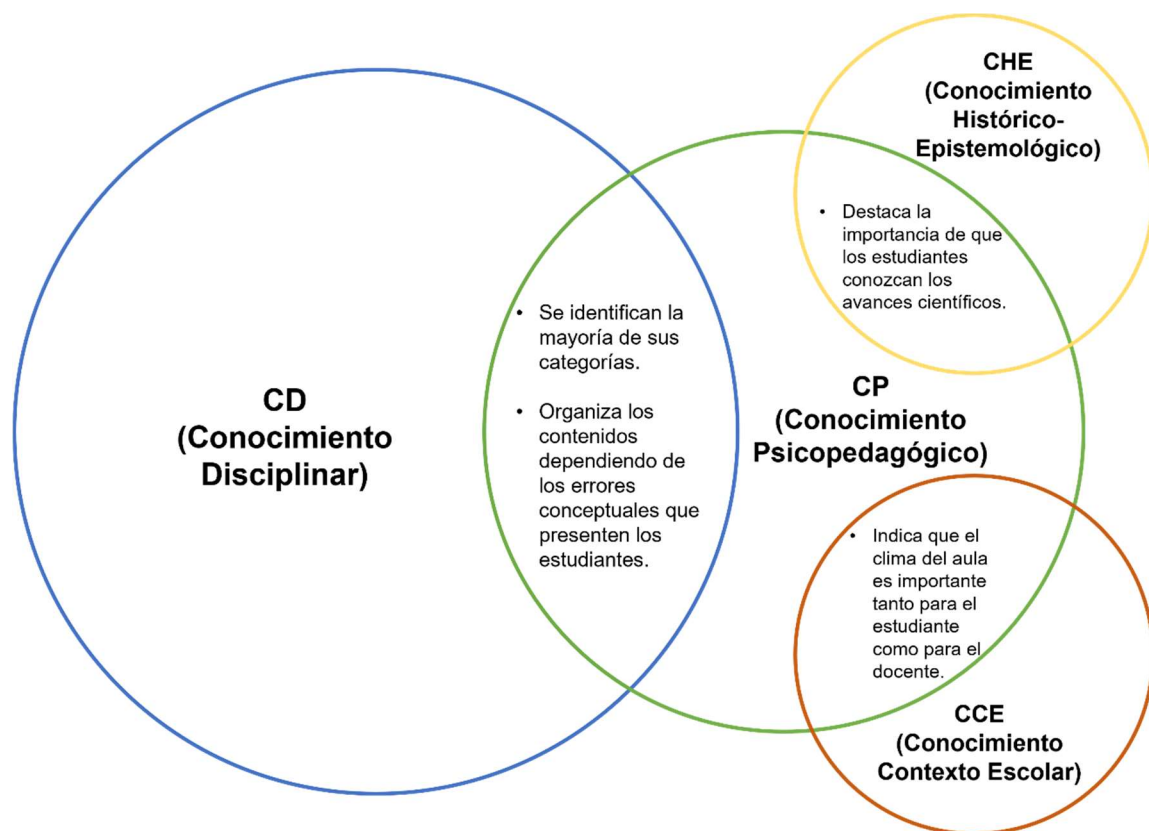 CD
(Conocimiento
Disciplinar)
• Se identifican la
mayoría de sus
categorías.
• Organiza los
contenidos
dependiendo de
los errores
conceptuales que
presenten los
estudiantes.
CHE
(Conocimiento
Histórico-
Epistemológico)
• Destaca la
importancia de que
los estudiantes
conozcan los
avances científicos.
CP
(Conocimiento
Psicopedagógico)
• Indica que el
clima del aula
es importante
tanto para el
estudiante
como para el
docente.
CCE
(Conocimiento
Contexto Escolar)